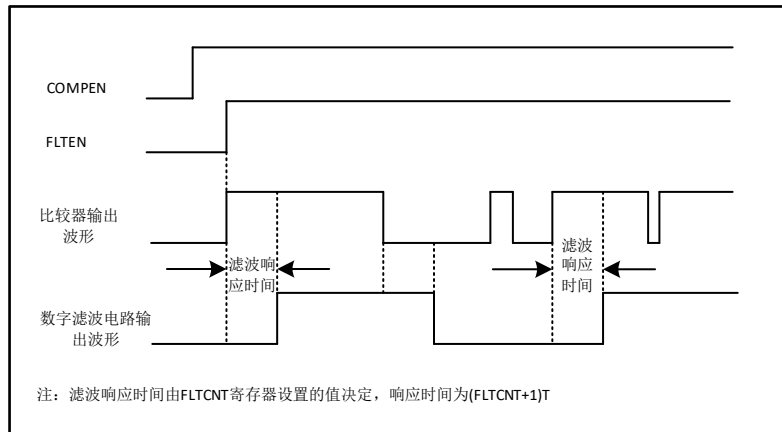 COMPEN
FLTEN
比较器输出
波形
滤波响
应时间
滤波
响应
时间
数字滤波电路输
出波形
注：滤波响应时间由FLTCNT寄存器设置的值决定，响应时间为(FLTCNT+1)T